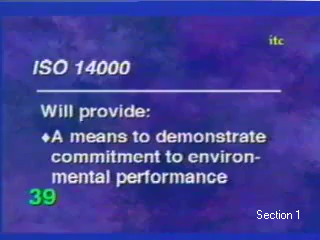 itc
ISO 14000
Will provide:
♦A means to demonstrate
commitment to environ-
mental performance
39
Section 1